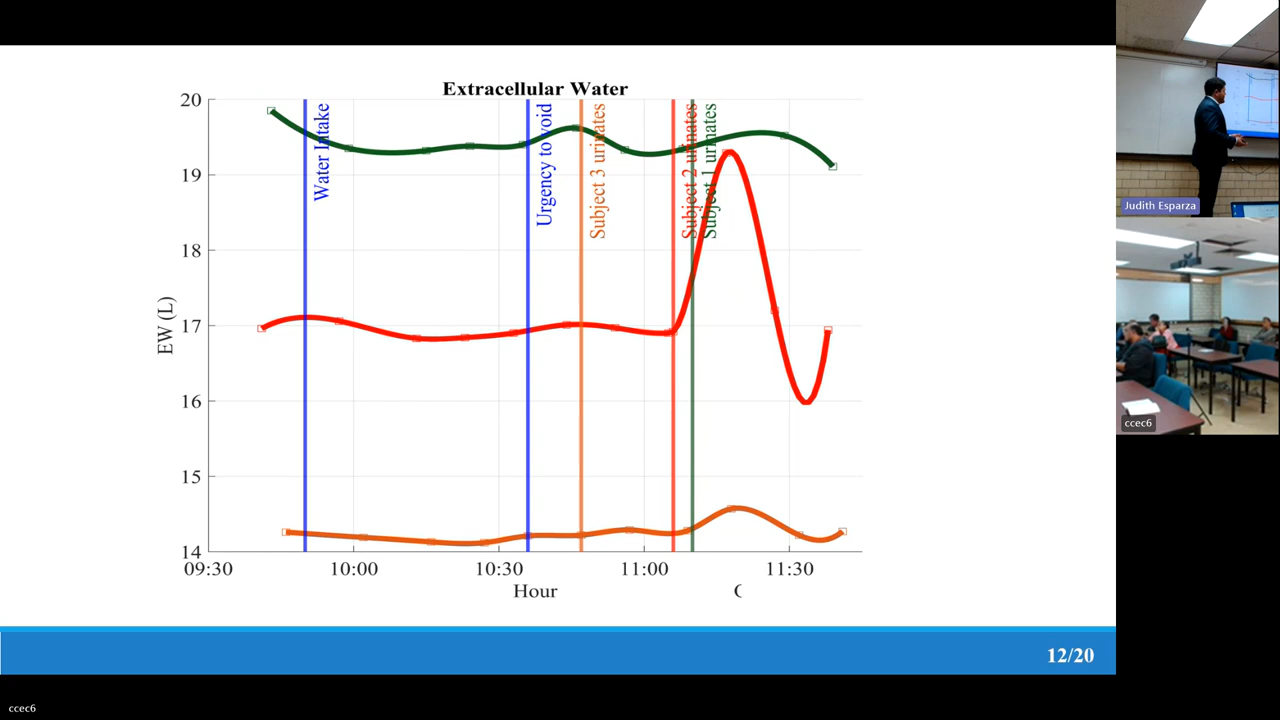 Extracellular Water
20
19
18
17
16
15
14
EW (L)
Water Intake
Urgency to void
Subject 3 urinates
Subject 2 urinates
Subject 1 urinates
09:30
10:00
10:30
11:00
11:30
Hour
12/20
Judith Esparza
ccec6
ccec6